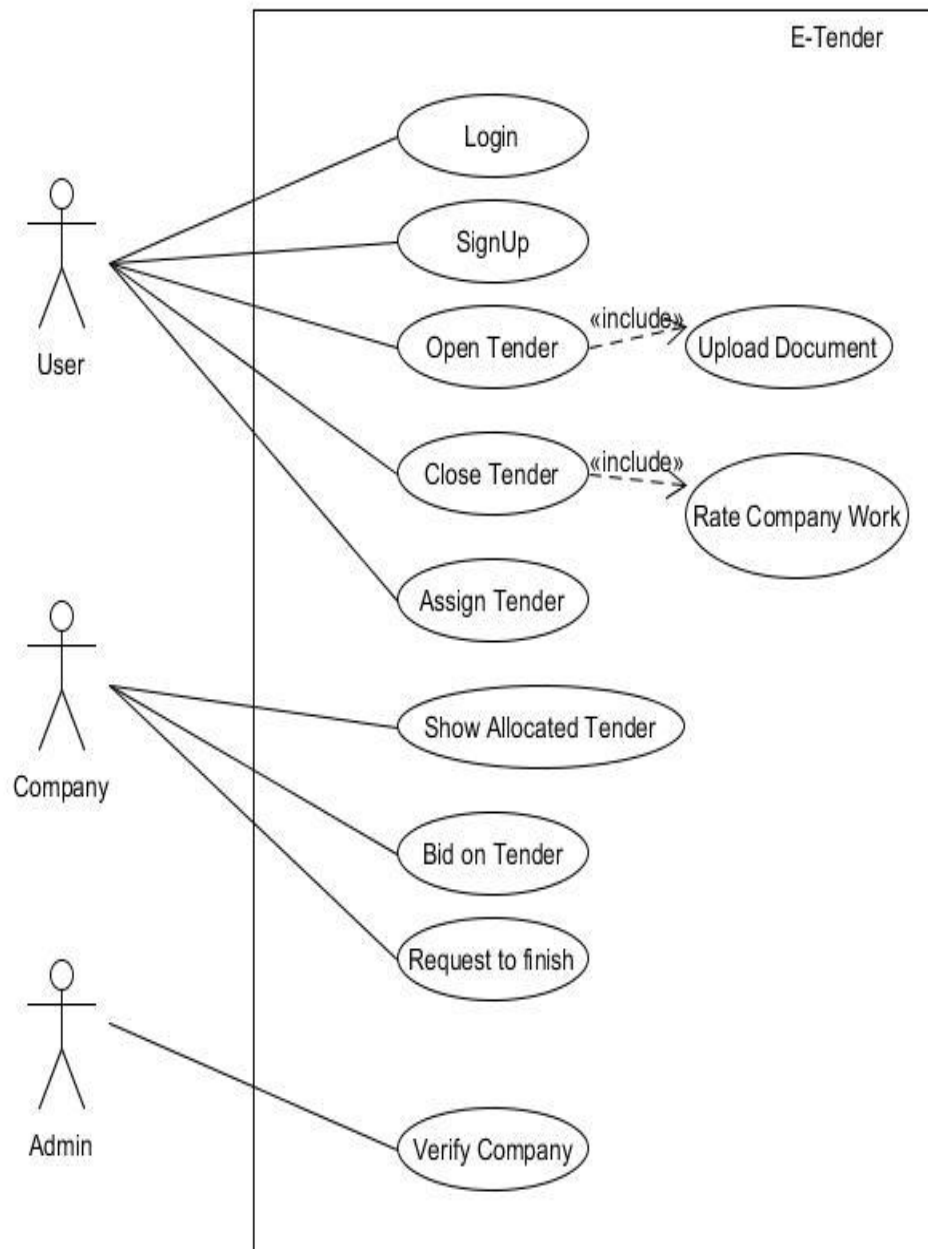 E-Tender
Login
SignUp
User
Open Tender
«include»
Upload Document
Close Tender
«include»
Rate Company Work
Assign Tender
Company
Show Allocated Tender
Bid on Tender
Request to finish
Admin
Verify Company